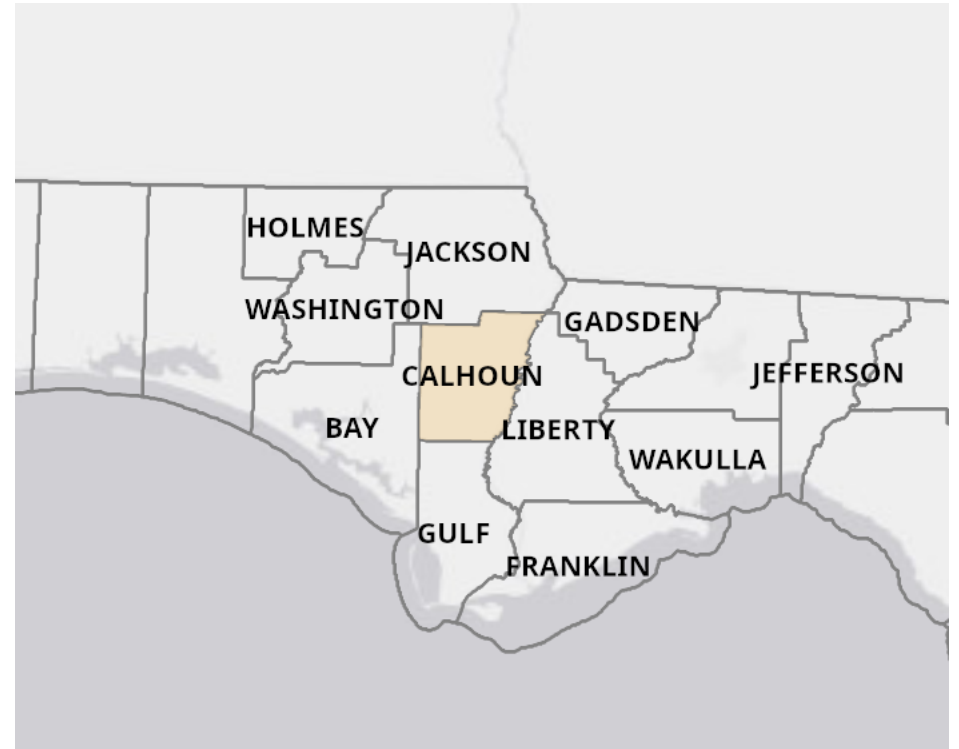 HOLMES
JACKSON
WASHINGTON
GADSDEN
CALHOUN
JEFFERSON
BAY
LIBERTY
WAKULLA
GULF
FRANKLIN